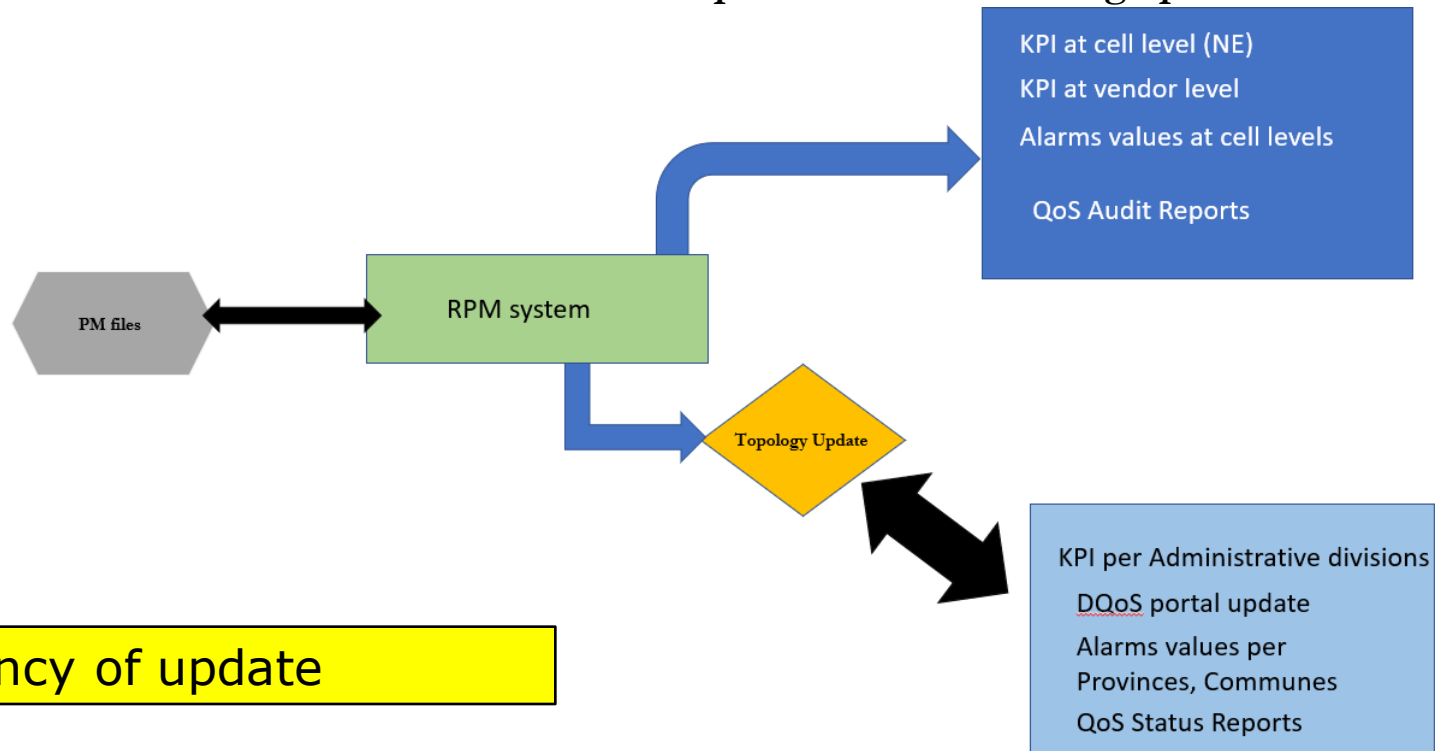 KPI at cell level (NE)
KPI at vendor level
Alarms values at cell levels
QoS Audit Reports
RPM system
PM files
Topology Update
KPI per Administrative divisions
DQoS portal update
Alarms values per
Provinces, Communes
QoS Status Reports
ncy of update